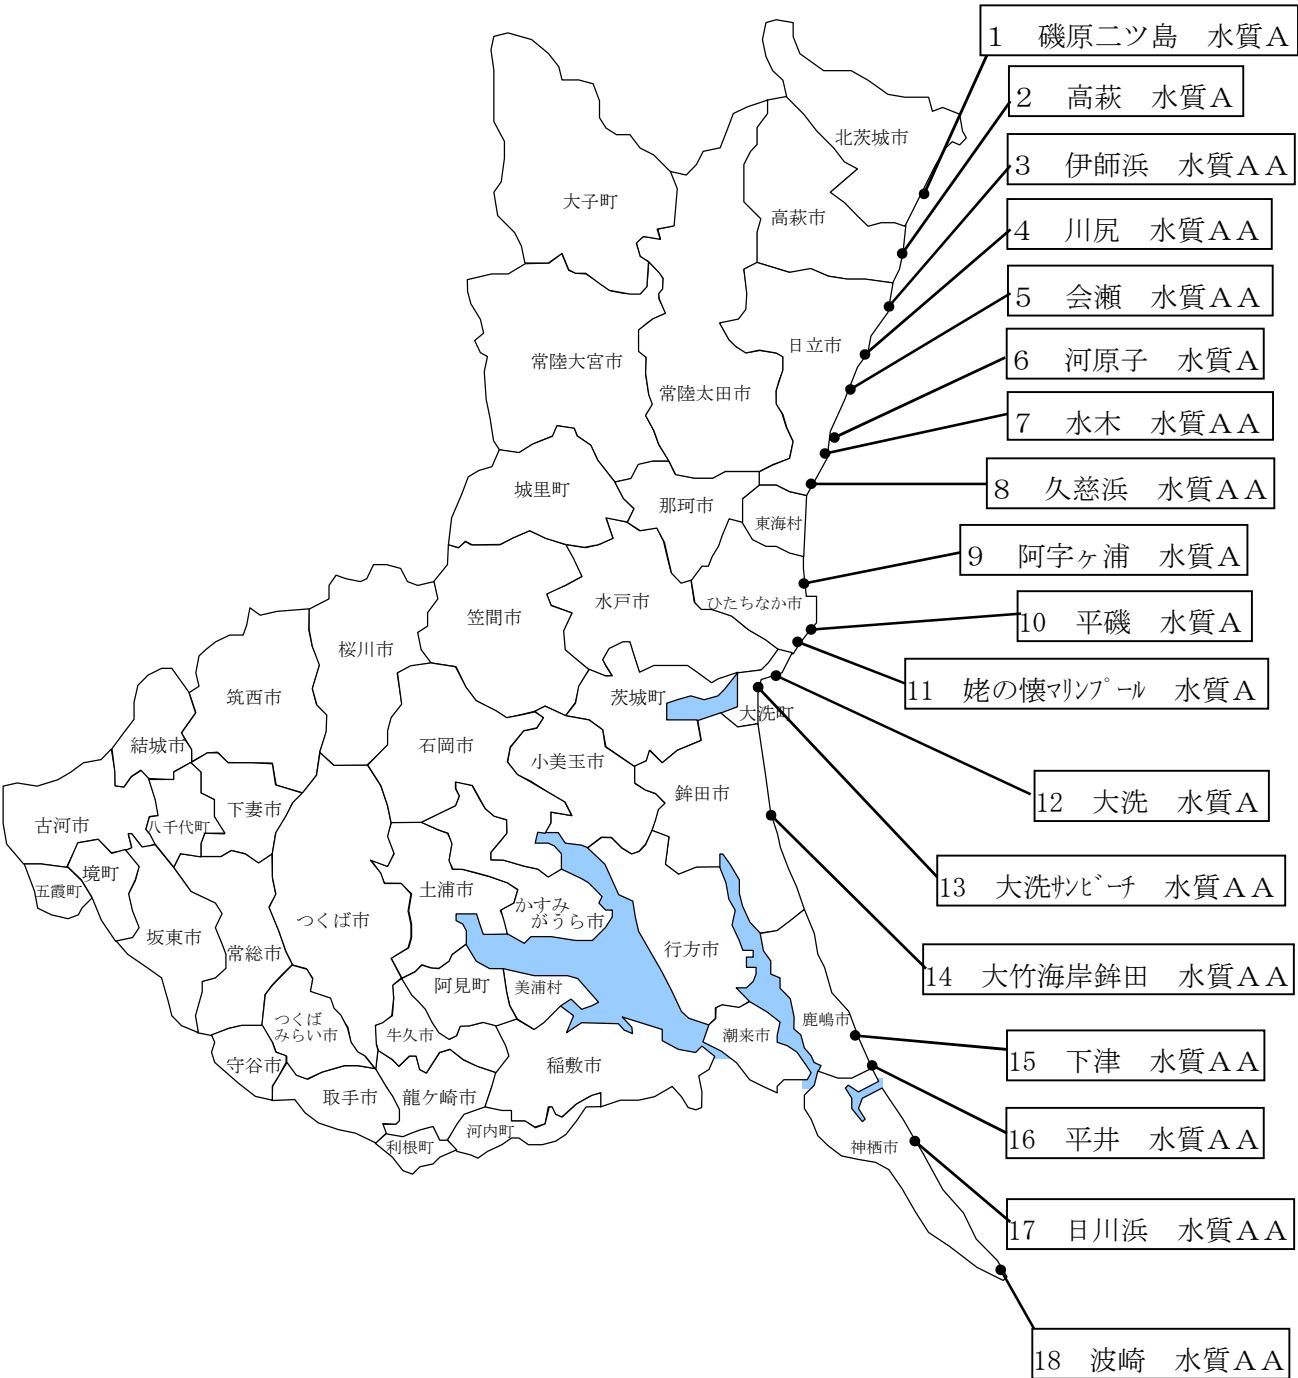 1　磯原二ツ島　水質A
2　高萩　水質A
3　伊師浜　水質AA
4　川尻　水質AA
5　会瀬　水質AA
6　河原子　水質A
7　水木　水質AA
8　久慈浜　水質AA
9　阿字ヶ浦　水質A
10　平磯　水質A
11　姥の懐ﾏﾘﾝﾌﾟｰﾙ　水質A
12　大洗　水質A
13　大洗ｻﾝﾋﾞｰﾁ　水質AA
14　大竹海岸鉾田　水質AA
15　下津　水質AA
16　平井　水質AA
17　日川浜　水質AA
18　波崎　水質AA
北茨城市
大子町
高萩市
日立市
常陸大宮市
常陸太田市
城里町
那珂市
東海村
ひたちなか市
水戸市
笠間市
桜川市
筑西市
茨城町
大洗町
結城市
石岡市
小美玉市
鉾田市
下妻市
八千代町
古河市
境町
五霞町
土浦市
かすみ
がうら市
つくば市
坂東市
常総市
行方市
阿見町
美浦村
つくば
みらい市
牛久市
鹿嶋市
潮来市
守谷市
稲敷市
取手市
龍ケ崎市
河内町
利根町
神栖市